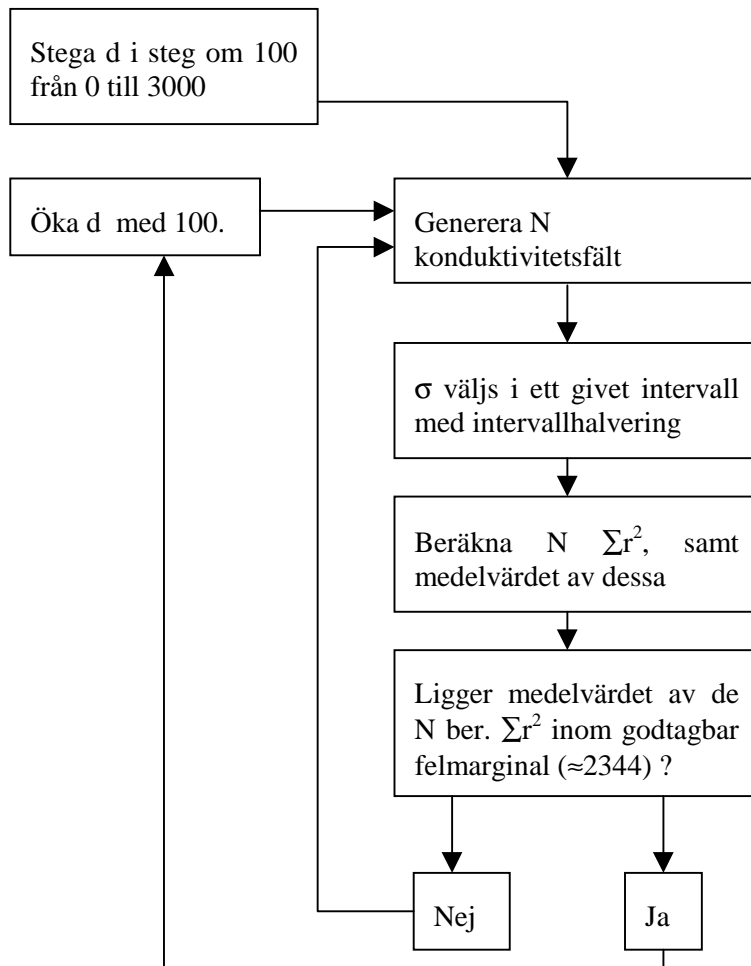 Stega d i steg om 100
från 0 till 3000
Öka d med 100.
Generera N
konduktivitetsfält
σ väljs i ett givet intervall
med intervallhalvering
Beräkna N ∑r², samt
medelvärdet av dessa
Ligger medelvärdet av de
N ber. ∑r² inom godtagbar
felmarginal (≈2344) ?
Nej
Ja